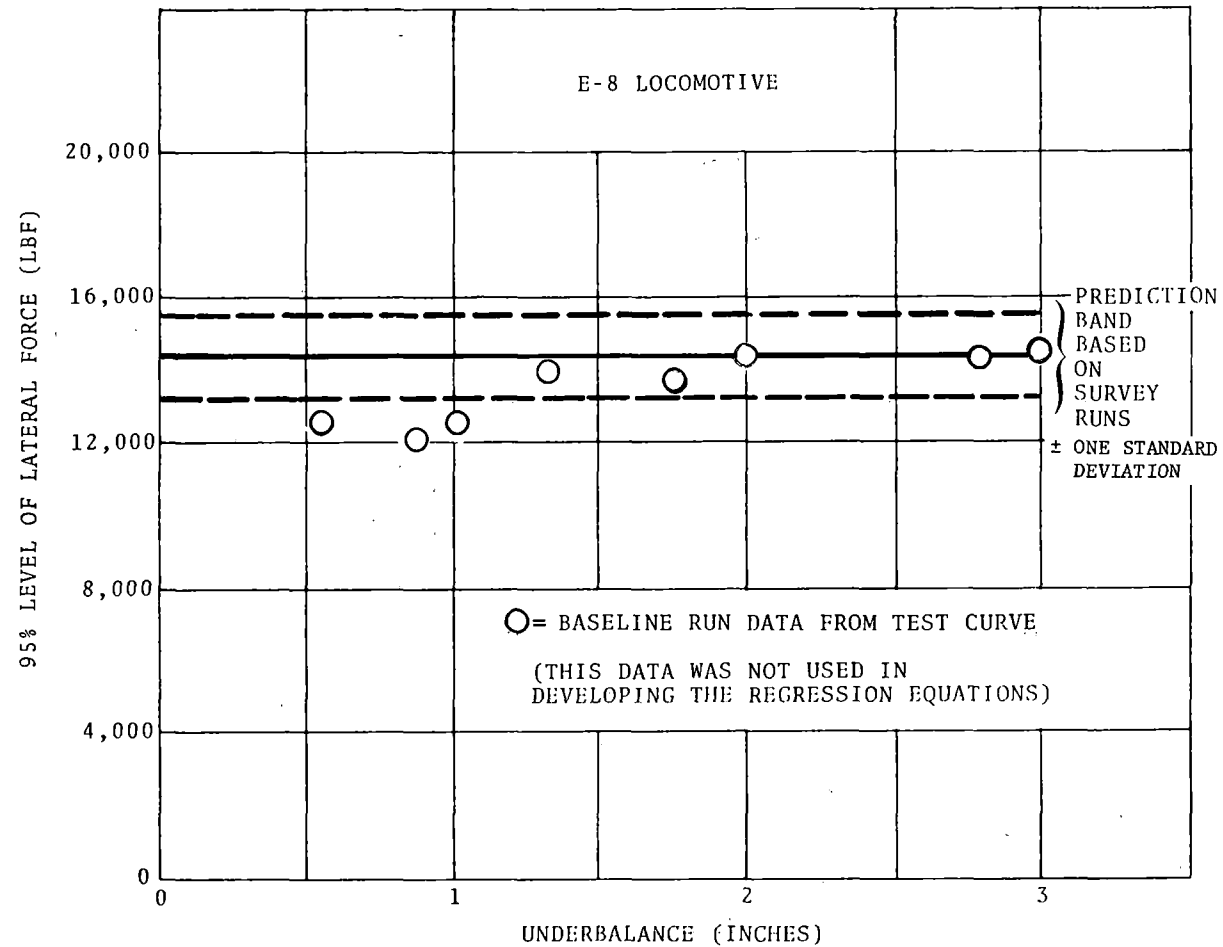 E-8 LOCOMOTIVE
95% LEVEL OF LATERAL FORCE (LBF)
20,000
16,000
12,000
8,000
4,000
0
PREDICTION
BAND
BASED
ON
SURVEY
RUNS
± ONE STANDARD
DEVIATION
= BASELINE RUN DATA FROM TEST CURVE
(THIS DATA WAS NOT USED IN
DEVELOPING THE REGRESSION EQUATIONS)
0
1
2
3
UNDERBALANCE (INCHES)